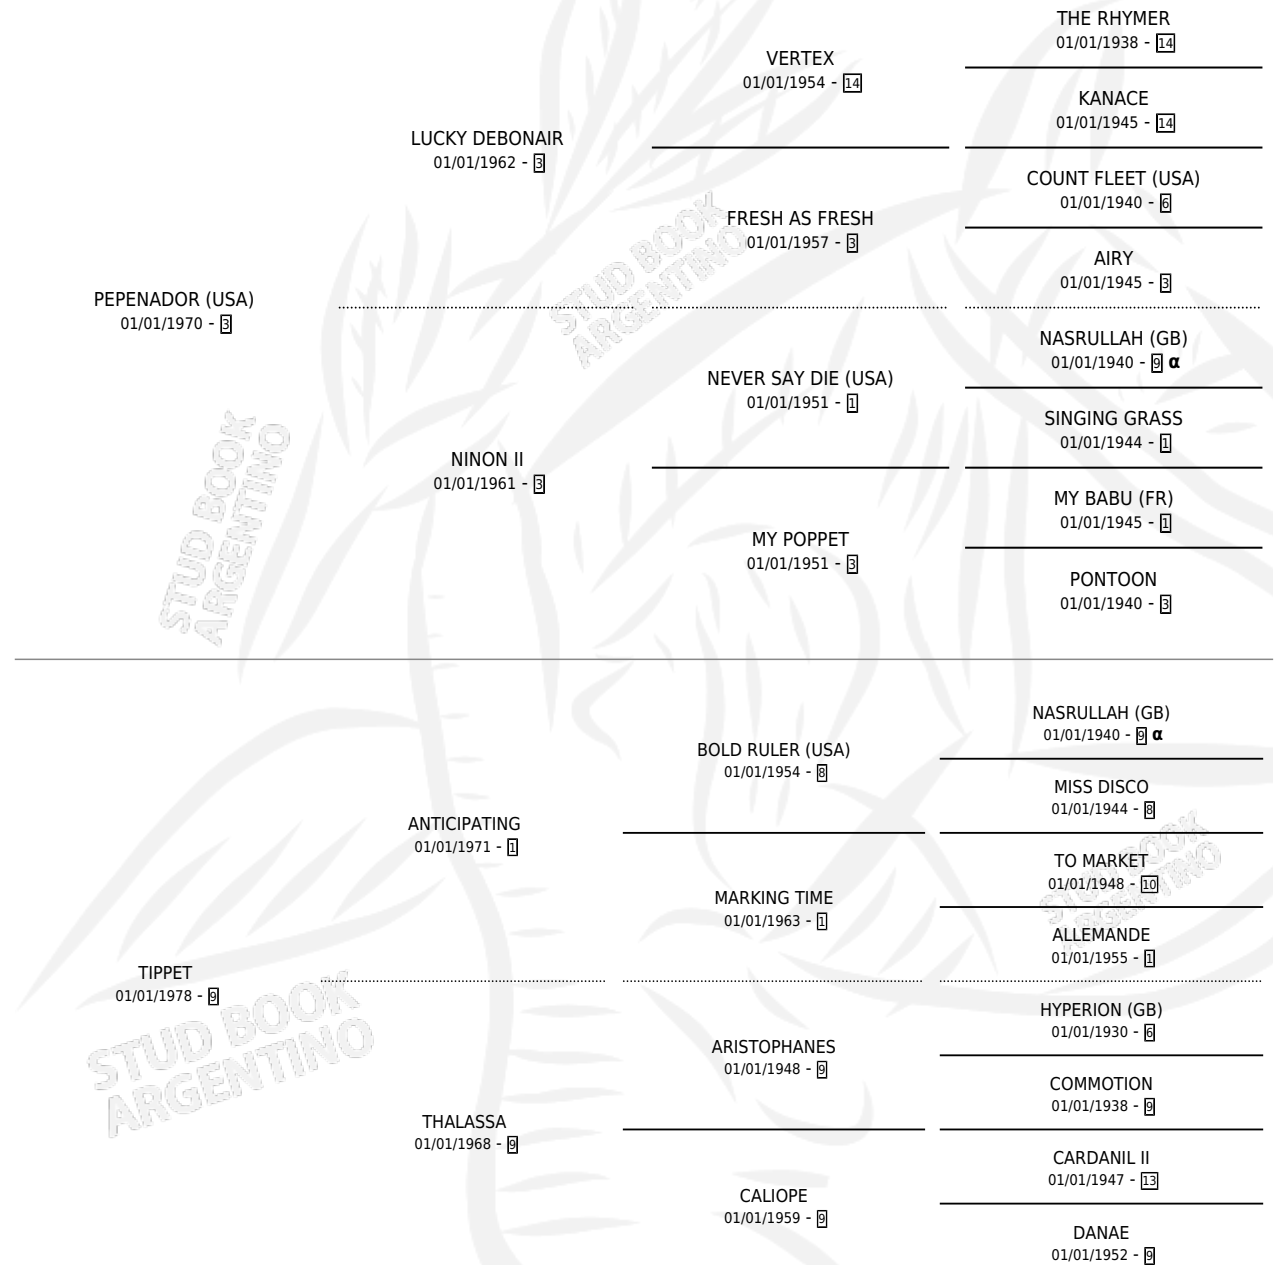 THE RHYMER
01/01/1938 - 14
VERTEX
01/01/1954 - 14
KANACE
01/01/1945 - 14
LUCKY DEBONAIR
01/01/1962 - 3
COUNT FLEET (USA)
01/01/1940 - 6
FRESH AS FRESH
01/01/1957 - 3
AIRY
01/01/1945 - 3
PEPENADOR (USA)
01/01/1970 - 3
NASRULLAH (GB)
01/01/1940 - 9 α
NEVER SAY DIE (USA)
01/01/1951 - 1
SINGING GRASS
01/01/1944 - 1
NINON II
01/01/1961 - 3
MY BABU (FR)
01/01/1945 - 1
MY POPPET
01/01/1951 - 3
PONTOON
01/01/1940 - 3
NASRULLAH (GB)
01/01/1940 - 9 α
BOLD RULER (USA)
01/01/1954 - 8
MISS DISCO
01/01/1944 - 8
ANTICIPATING
01/01/1971 - 1
TO MARKET
01/01/1948 - 10
MARKING TIME
01/01/1963 - 1
ALLEMANDE
01/01/1955 - 1
TIPPET
01/01/1978 - 9
HYPERION (GB)
01/01/1930 - 6
ARISTOPHANES
01/01/1948 - 9
COMMOTION
01/01/1938 - 9
THALASSA
01/01/1968 - 9
CARDANIL II
01/01/1947 - 13
CALIOPE
01/01/1959 - 9
DANAE
01/01/1952 - 9
STUD BOOK
ARGENTINO
STUD BOOK
ARGENTINO
STUD BOOK
ARGENTINO
STUD BOOK
ARGENTINO